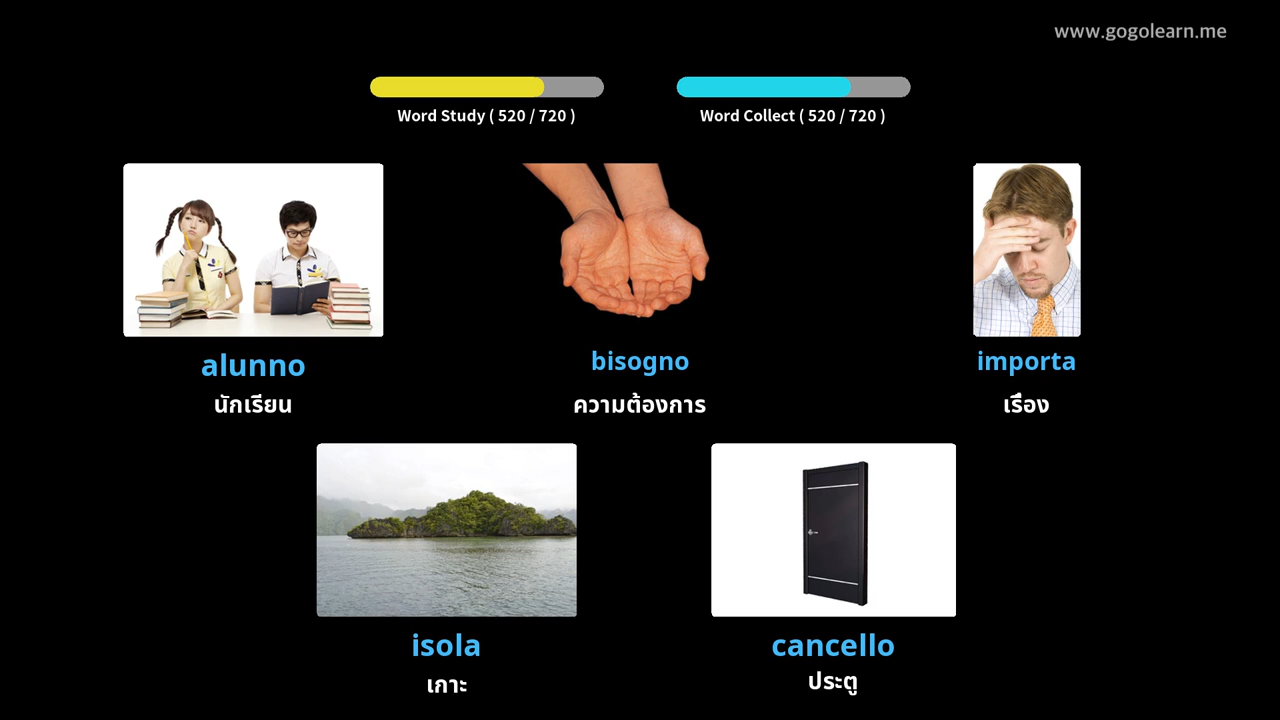 www.gogolearn.me
Word Study ( 520 / 720 )
Word Collect ( 520 / 720 )
alunno
นักเรียน
bisogno
ความต้องการ
importa
เรื่อง
isola
เกาะ
cancello
ประตู